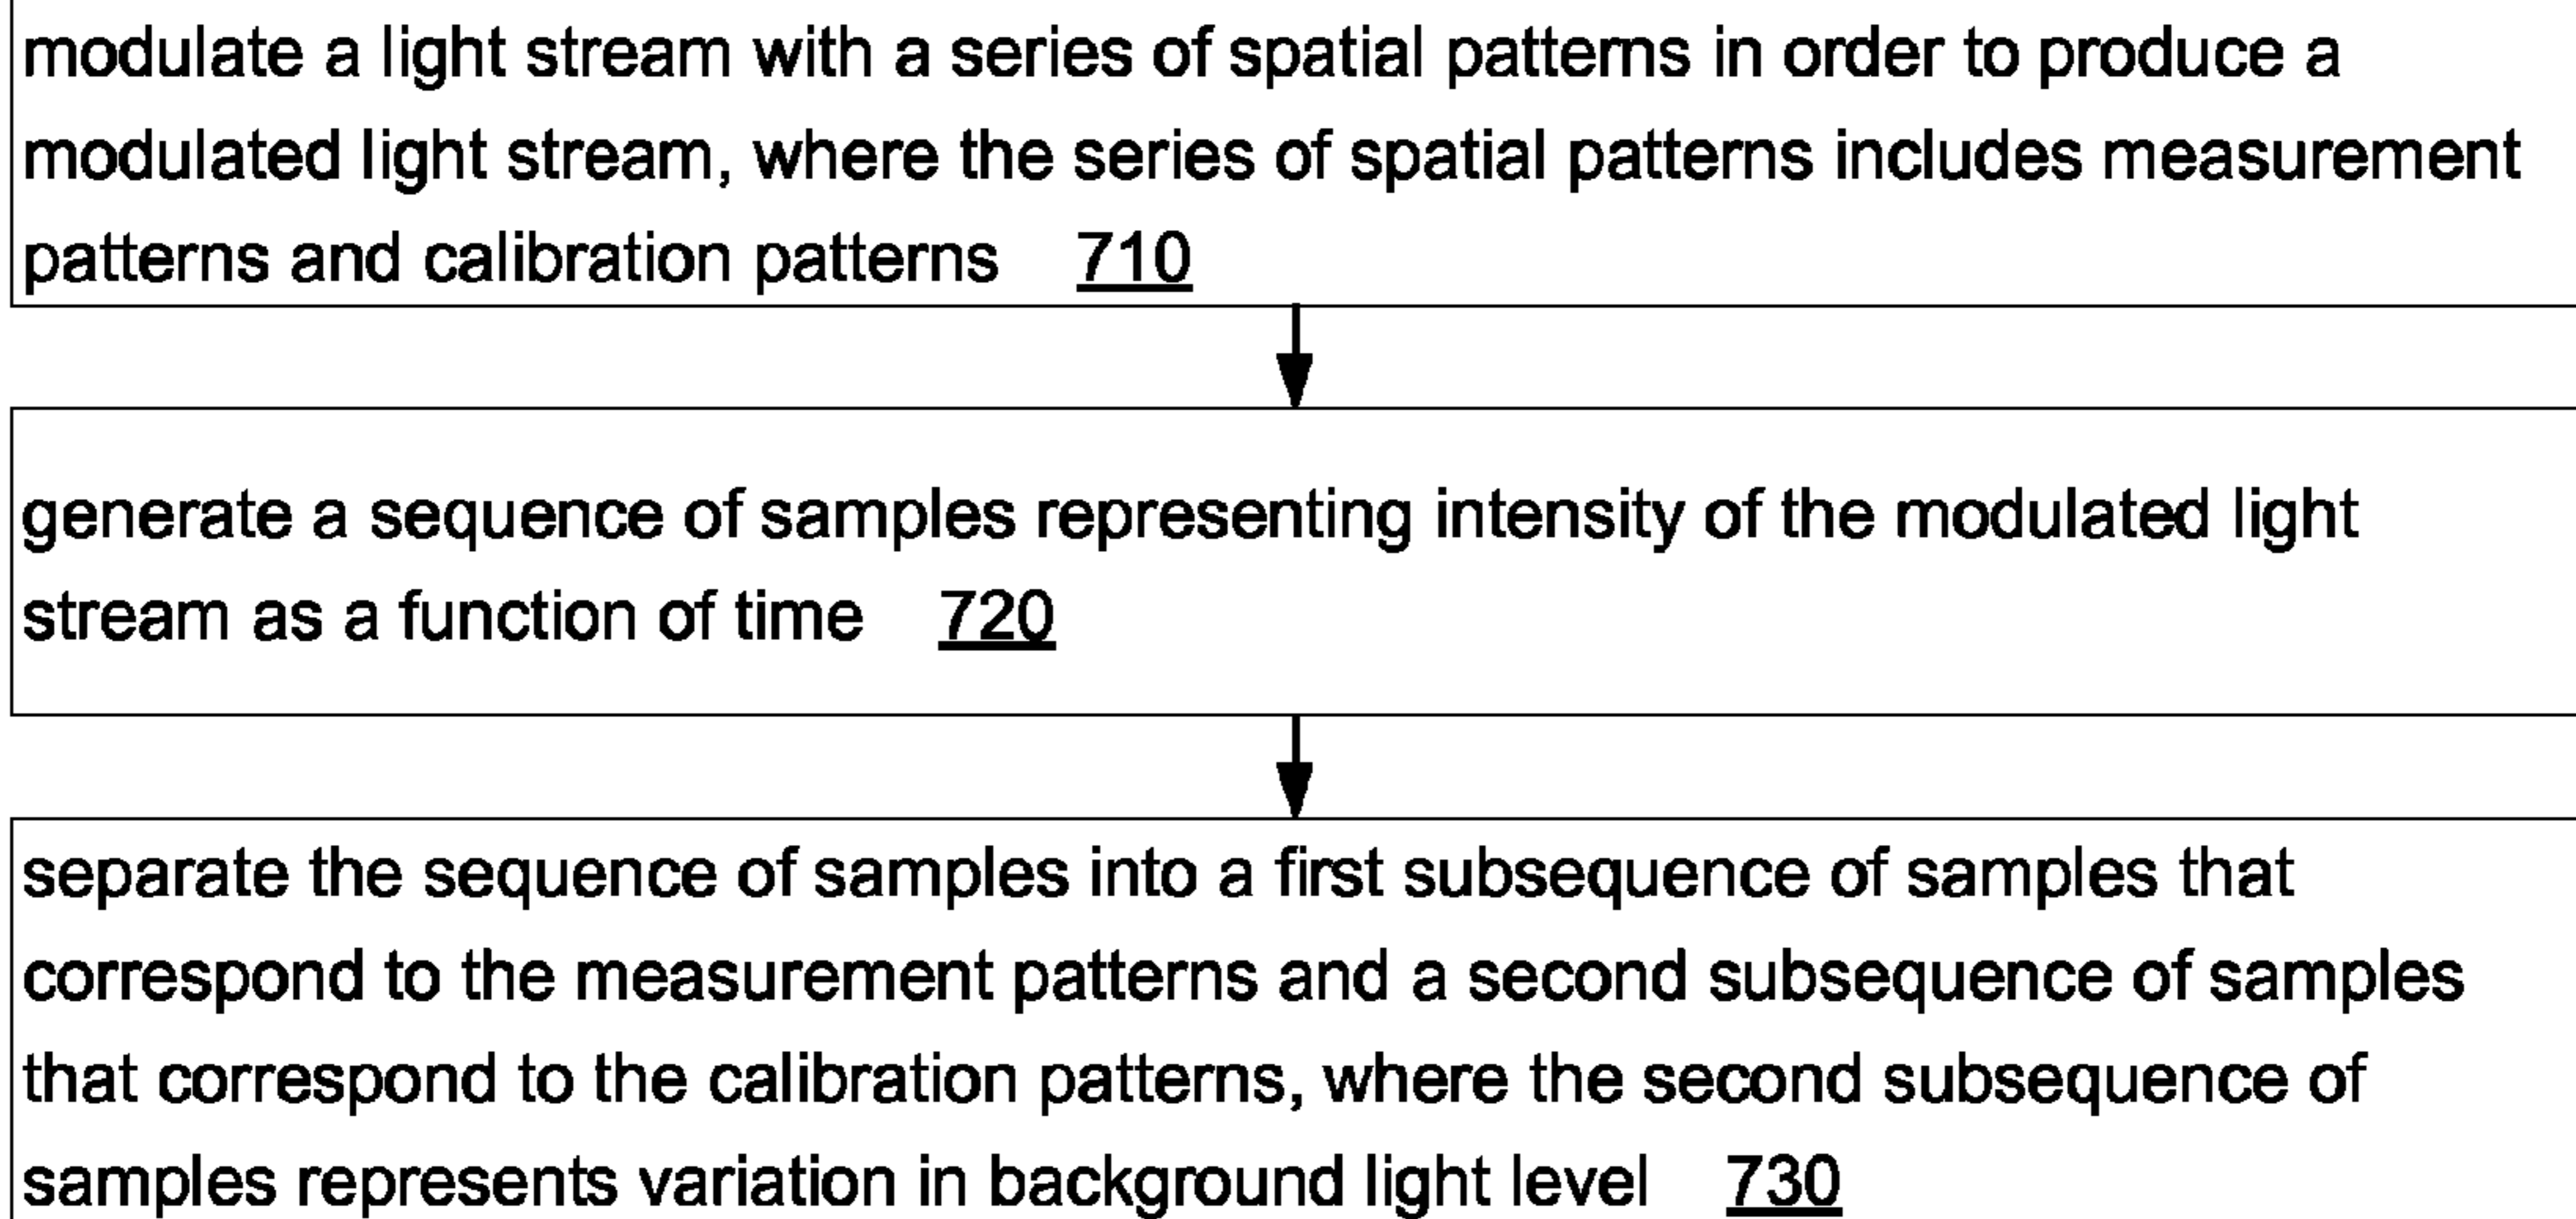 modulate a light stream with a series of spatial patterns in order to produce a
modulated light stream, where the series of spatial patterns includes measurement
patterns and calibration patterns 710
generate a sequence of samples representing intensity of the modulated light
stream as a function of time 720
separate the sequence of samples into a first subsequence of samples that
correspond to the measurement patterns and a second subsequence of samples
that correspond to the calibration patterns, where the second subsequence of
samples represents variation in background light level 730